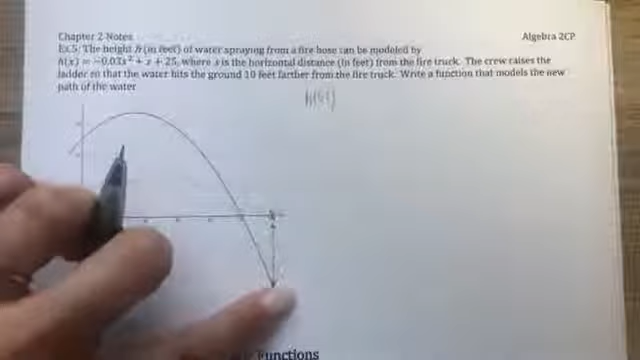 Chapter 2 Notes
Algebra 2CP
Ex 5: The height h (in feet) of water spraying from a fire hose can be modeled by
h(x) = −0.03x² + x + 25, where x is the horizontal distance (in feet) from the fire truck. The crew raises the
ladder so that the water hits the ground 10 feet farther from the fire truck. Write a function that models the new
path of the water.
Functions